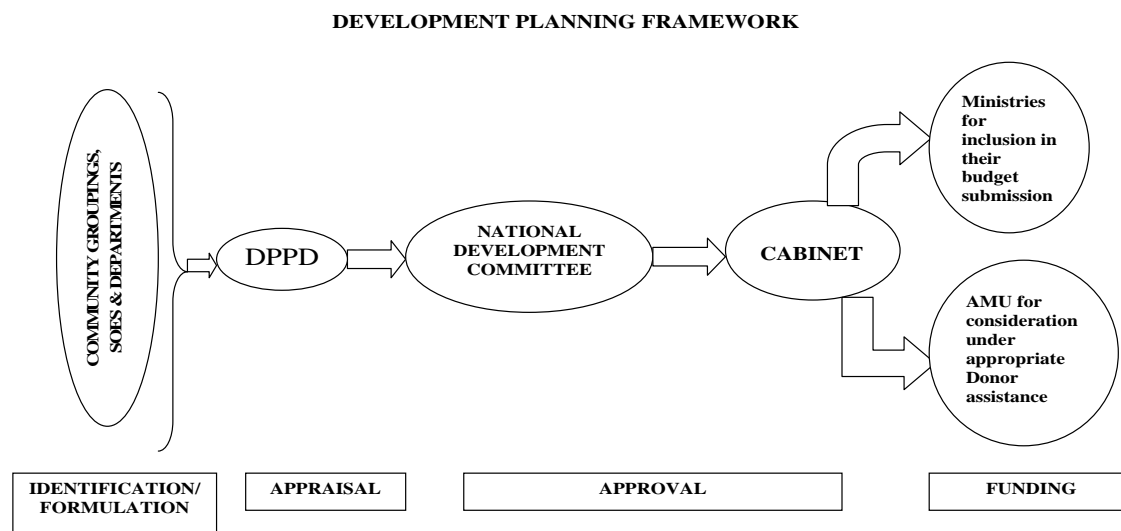 DEVELOPMENT PLANNING FRAMEWORK
COMMUNITY GROUPINGS,
SOES & DEPARTMENTS
DPPD
NATIONAL
DEVELOPMENT
COMMITTEE
CABINET
Ministries
for
inclusion in
their
budget
submission
AMU for
consideration
under
appropriate
Donor
assistance
IDENTIFICATION/
FORMULATION
APPRAISAL
APPROVAL
FUNDING